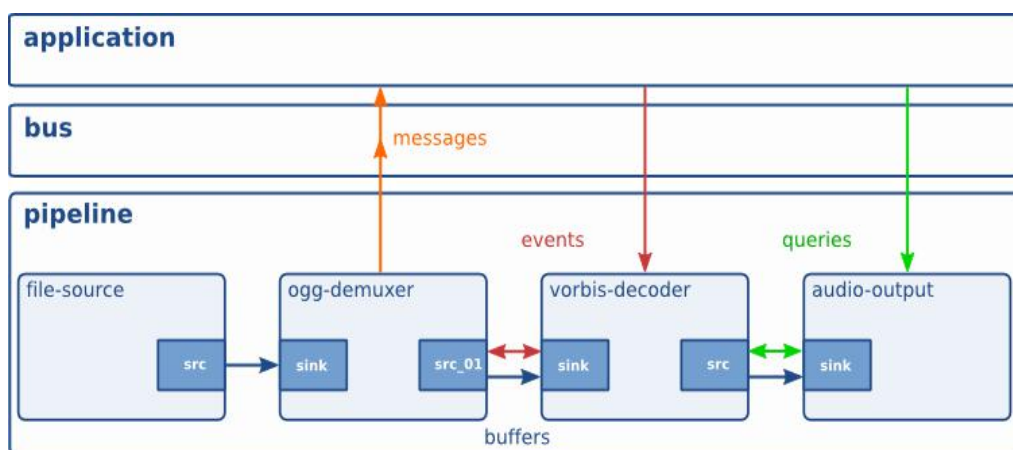 application
bus
messages
pipeline
events
queries
file-source
ogg-demuxer
vorbis-decoder
audio-output
src
sink
src_01
sink
src
sink
buffers